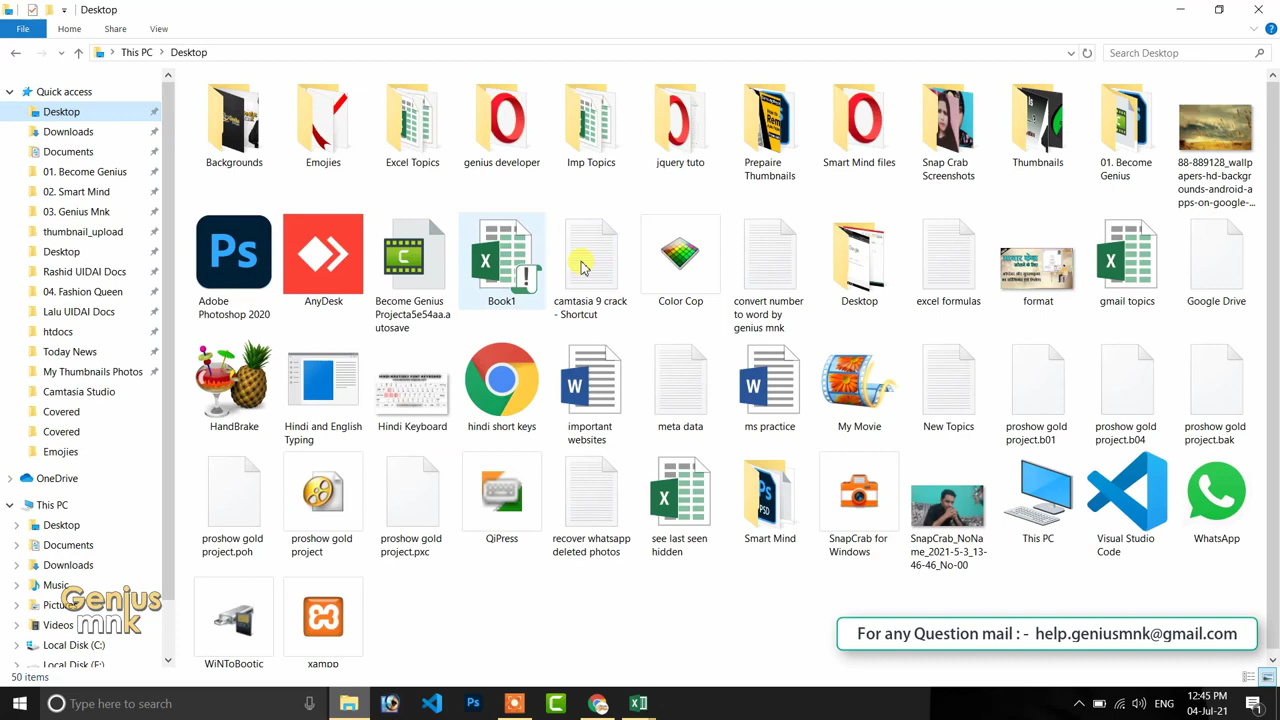 Desktop
File
Home
Share
View
This PC
Desktop
Search Desktop
Quick access
Desktop
Downloads
Documents
01. Become Genius
02. Smart Mind
03. Genius Mnk
thumbnail_upload
Desktop
Rashid UIDAI Docs
04. Fashion Queen
Lalu UIDAI Docs
htdocs
Today News
My Thumbnails Photos
Camtasia Studio
Covered
Covered
Emojies
OneDrive
This PC
Desktop
Documents
Downloads
Music
Videos
Local Disk (C:)
Genius
mnk
50 items
Backgrounds
Emojies
Excel Topics
genius developer
Imp Topics
jquery tuto
Prepaire
Thumbnails
Smart Mind files
Snap Crab
Screenshots
Thumbnails
01. Become
Genius
88-889128_wallp
apers-hd-backgr
ounds-android-a
pps-on-google-...
Adobe
Photoshop 2020
AnyDesk
Become Genius
Projecta5e54aa.a
utosave
Book1
camtasia 9 crack
- Shortcut
Color Cop
convert number
to word by
genius mnk
Desktop
excel formulas
format
gmail topics
Google Drive
HandBrake
Hindi and English
Typing
Hindi Keyboard
hindi short keys
important
websites
meta data
ms practice
My Movie
New Topics
proshow gold
project.b01
proshow gold
project.b04
proshow gold
project.bak
proshow gold
project.poh
proshow gold
project
proshow gold
project.pxc
QiPress
recover whatsapp
deleted photos
see last seen
hidden
Smart Mind
SnapCrab for
Windows
SnapCrab_NoNa
me_2021-5-3_13-
46-46_No-00
This PC
Visual Studio
Code
WhatsApp
WiNToBootic
xampp
For any Question mail : - help.geniusmnk@gmail.com
Type here to search
ENG
12:45 PM
04-Jul-21